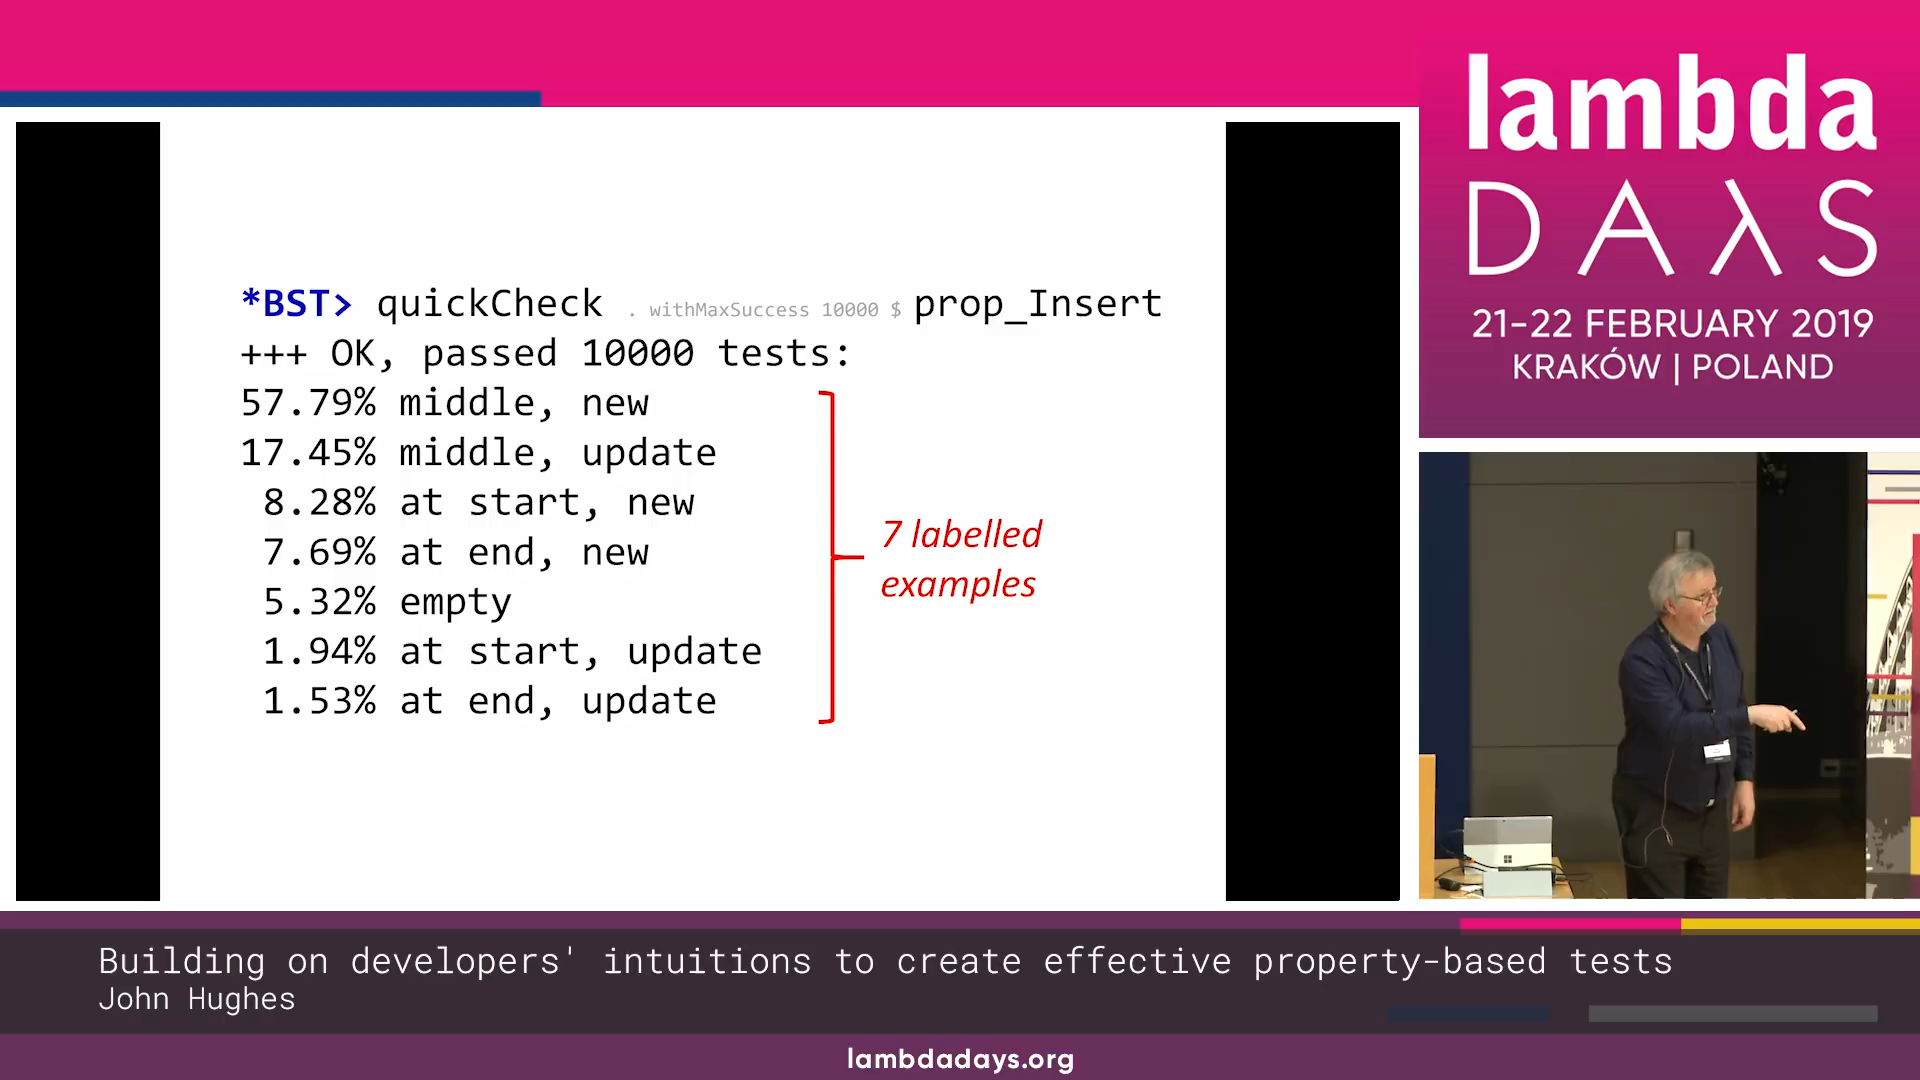 lambda
DAλS
21-22 FEBRUARY 2019
KRAKÓW | POLAND
*BST> quickCheck . withMaxSuccess 10000 $ prop_Insert
+++ OK, passed 10000 tests:
57.79% middle, new
17.45% middle, update
8.28% at start, new
7.69% at end, new
5.32% empty
1.94% at start, update
1.53% at end, update
7 labelled
examples
Building on developers' intuitions to create effective property-based tests
John Hughes
lambdadays.org